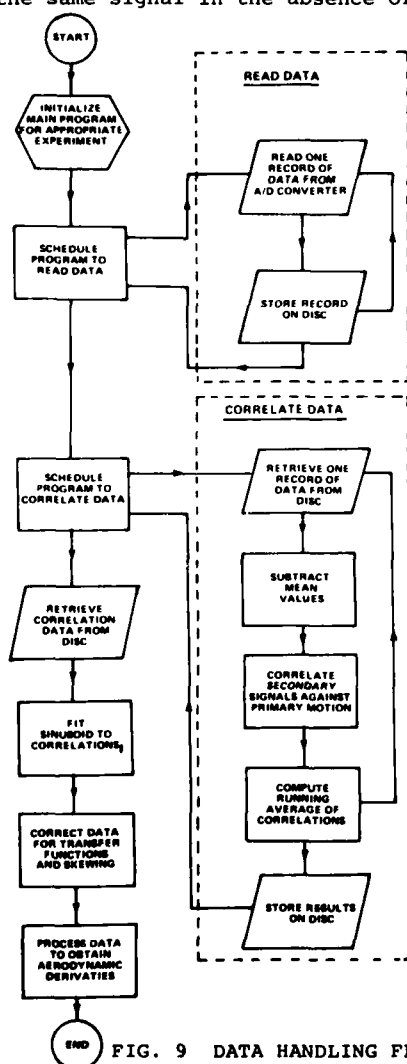 the same signal in the absence o
START
INITIALIZE
MAIN PROGRAM
FOR APPROPRIATE
EXPERIMENT
SCHEDULE
PROGRAM TO
READ DATA
READ DATA
READ ONE
RECORD OF
DATA FROM
A/D CONVERTER
STORE RECORD
ON DISC
SCHEDULE
PROGRAM TO
CORRELATE DATA
CORRELATE DATA
RETRIEVE ONE
RECORD OF
DATA FROM
DISC
SUBTRACT
MEAN
VALUES
CORRELATE
SECONDARY
SIGNALS AGAINST
PRIMARY MOTION
COMPUTE
RUNNING
AVERAGE OF
CORRELATIONS
STORE RESULTS
ON DISC
RETRIEVE
CORRELATION
DATA FROM
DISC
FIT
SINUSOID TO
CORRELATIONS
CORRECT DATA
FOR TRANSFER
FUNCTIONS
AND SKEWING
PROCESS DATA
TO OBTAIN
AERODYNAMIC
DERIVATIES
END
FIG. 9 DATA HANDLING F